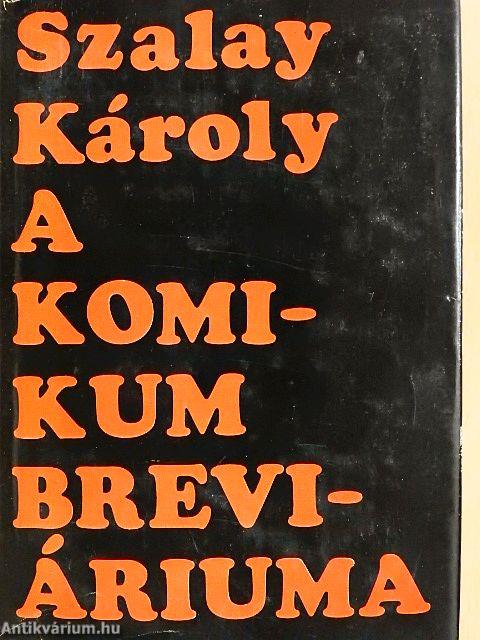 Szalay
Károly
A
KOMI-
KUM
BREVI-
ÁRIUMA
Antikvárium.hu